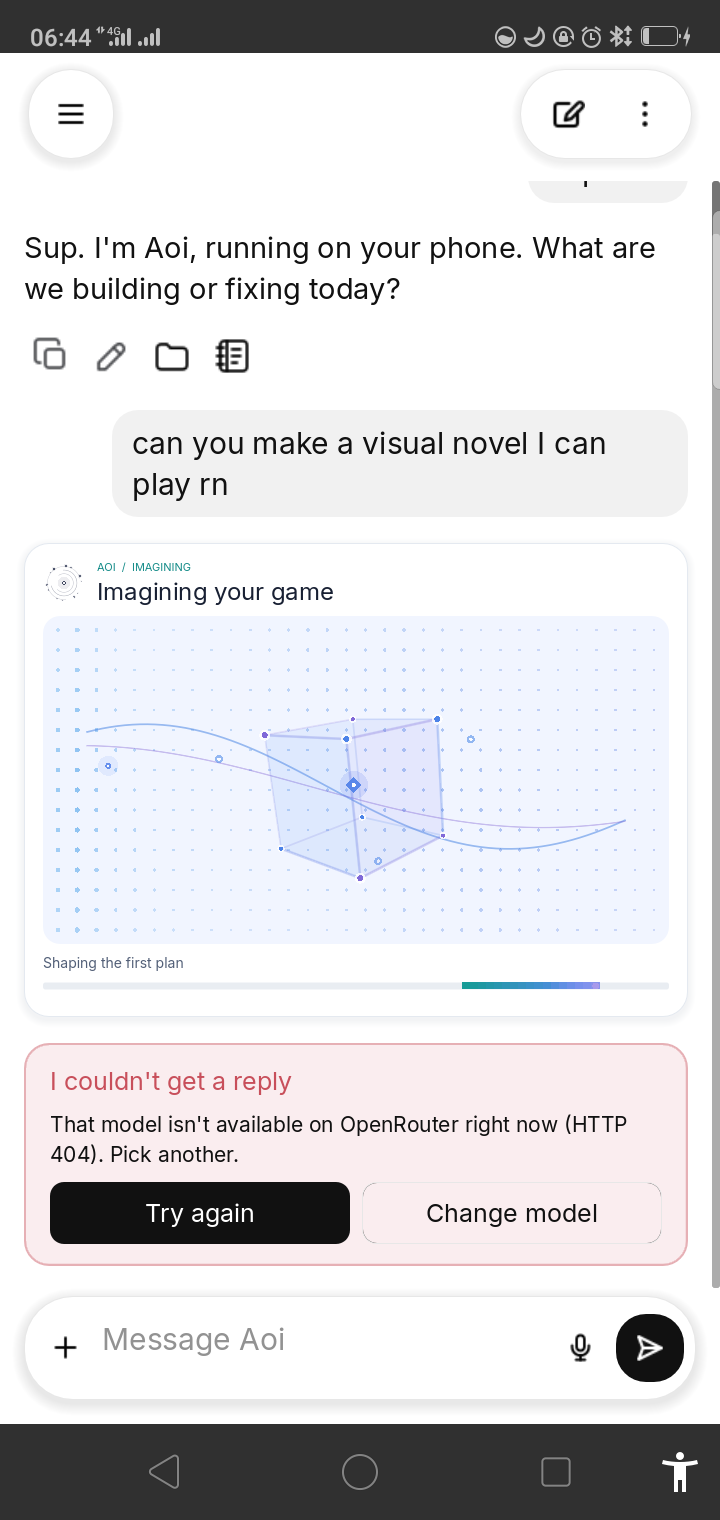 06:44
4G
Sup. I'm Aoi, running on your phone. What are
we building or fixing today?
can you make a visual novel I can
play rn
AOI / IMAGINING
Imagining your game
Shaping the first plan
I couldn't get a reply
That model isn't available on OpenRouter right now (HTTP
404). Pick another.
Try again
Change model
Message Aoi